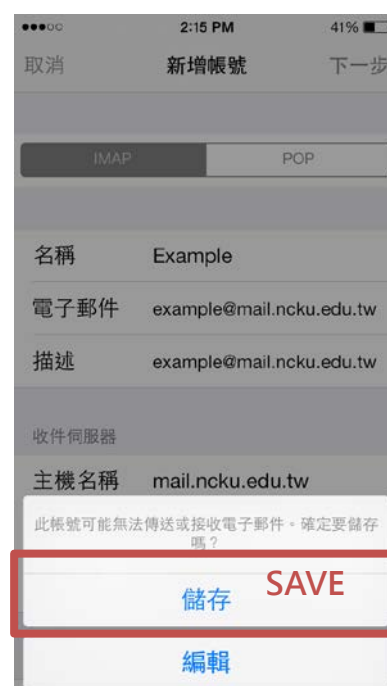 2:15 PM 41%
取消 新增帳號 下一步
IMAP POP
名稱 Example
電子郵件 example@mail.ncku.edu.tw
描述 example@mail.ncku.edu.tw
收件伺服器
主機名稱 mail.ncku.edu.tw
此帳號可能無法傳送或接收電子郵件。確定要儲存
嗎？
儲存 SAVE
編輯